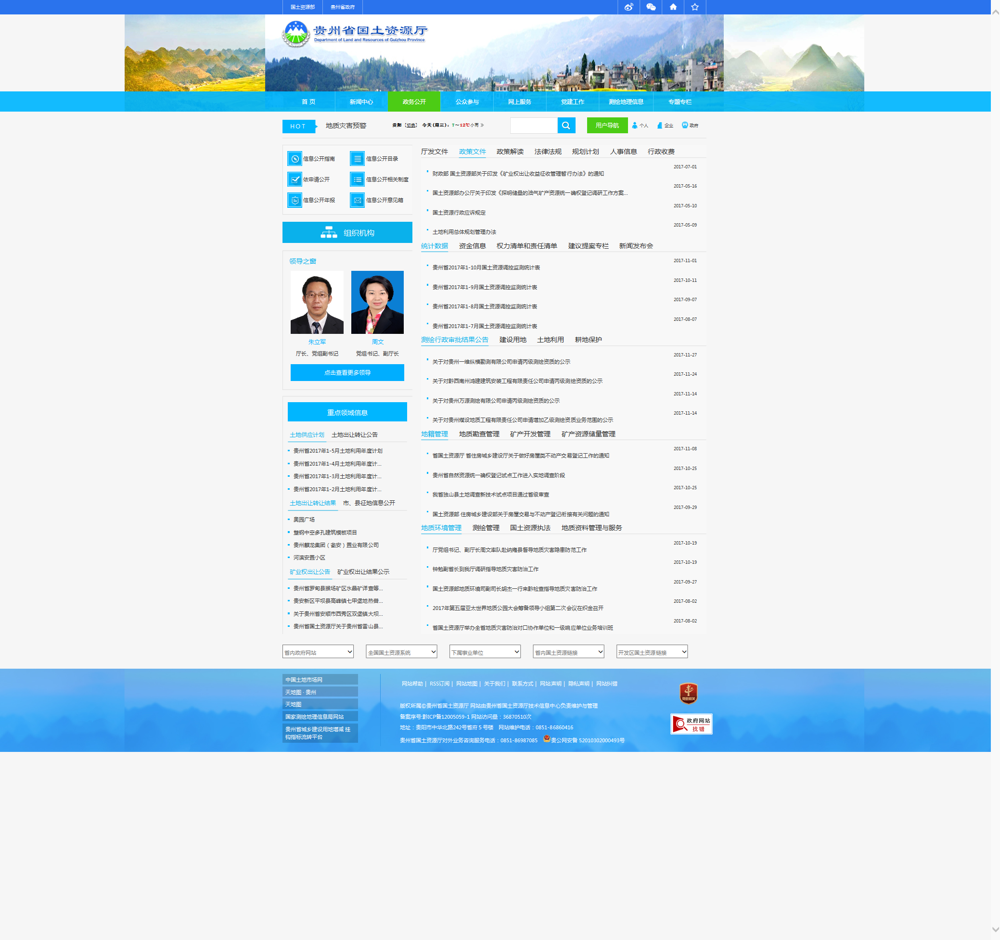 国土资源部
贵州省政府
贵州省国土资源厅
Department of Land and Resources of Guizhou Province
首 页 新闻中心 政务公开 公众参与 网上服务 党建工作 测绘地理信息 专题专栏
HOT 地质灾害预警 贵阳 [切换] 今天(周三): 7～12℃小雨 用户导航 个人 企业 政府
信息公开指南 信息公开目录
依申请公开 信息公开相关制度
信息公开年报 信息公开意见箱
组织机构
领导之窗
朱立军 周文
厅长、党组副书记 党组书记、副厅长
点击查看更多领导
重点领域信息
土地供应计划 土地出让转让公告
贵州省2017年1-5月土地利用年度计划
贵州省2017年1-4月土地利用年度计...
贵州省2017年1-3月土地利用年度计...
贵州省2017年1-2月土地利用年度计...
土地出让转让结果 市、县征地信息公开
奥园广场
塑钢中空多孔建筑模板项目
贵州麒龙集团（瓮安）置业有限公司
河滨安置小区
矿业权出让公告 矿业权出让结果公示
贵州省罗甸县猴场矿区水晶矿详查等...
贵安新区平坝县高峰镇七甲堡地热普...
关于贵州省安顺市西秀区双堡镇大坝...
贵州省国土资源厅关于贵州省雷山县...
厅发文件 政策文件 政策解读 法律法规 规划计划 人事信息 行政收费
2017-07-01
财政部 国土资源部关于印发《矿业权出让收益征收管理暂行办法》的通知
2017-05-16
国土资源部办公厅关于印发《探明储量的油气矿产资源统一确权登记调研工作方案...
2017-05-10
国土资源行政应诉规定
2017-05-09
土地利用总体规划管理办法
统计数据 资金信息 权力清单和责任清单 建议提案专栏 新闻发布会
2017-11-01
贵州省2017年1-10月国土资源调控监测统计表
2017-10-11
贵州省2017年1-9月国土资源调控监测统计表
2017-09-07
贵州省2017年1-8月国土资源调控监测统计表
2017-08-07
贵州省2017年1-7月国土资源调控监测统计表
测绘行政审批结果公告 建设用地 土地利用 耕地保护
2017-11-27
关于对贵州一维纵横勘测有限公司申请丙级测绘资质的公示
2017-11-24
关于对黔西南州鸿建建筑安装工程有限责任公司申请丙级测绘资质的公示
2017-11-14
关于对贵州万源测绘有限公司申请丙级测绘资质的公示
2017-11-14
关于对贵州煤设地质工程有限责任公司申请增加乙级测绘资质业务范围的公示
地籍管理 地质勘查管理 矿产开发管理 矿产资源储量管理
2017-11-08
省国土资源厅 省住房城乡建设厅关于做好房屋类不动产交易登记工作的通知
2017-10-25
贵州省自然资源统一确权登记试点工作进入实地调查阶段
2017-10-25
我省独山县土地调查新技术试点项目通过省级审查
2017-09-29
国土资源部 住房城乡建设部关于房屋交易与不动产登记衔接有关问题的通知
地质环境管理 测绘管理 国土资源执法 地质资料管理与服务
2017-10-19
厅党组书记、副厅长周文率队赴纳雍县督导地质灾害隐患防范工作
2017-10-19
钟勉副省长到我厅调研指导地质灾害防治工作
2017-09-27
国土资源部地质环境司副司长胡杰一行来黔检查指导地质灾害防治工作
2017-08-02
2017年第五届亚太世界地质公园大会筹备领导小组第二次会议在织金召开
2017-08-02
省国土资源厅举办全省地质灾害防治对口协作单位和一级响应单位业务培训班
省内政府网站 全国国土资源系统 下属事业单位 省内国土资源链接 开发区国土资源链接
中国土地市场网
天地图 · 贵州
天地图
国家测绘地理信息局网站
贵州省城乡建设用地增减 挂
钩指标流转平台
网站帮助 | RSS订阅 | 网站地图 | 关于我们 | 联系方式 | 网站声明 | 隐私声明 | 网站纠错
版权所属©贵州省国土资源厅 网站由贵州省国土资源厅技术信息中心负责维护与管理
备案序号:黔ICP备12005059-1 网站访问量：36870510次
地址：贵阳市中华北路242号省府５号楼 网站维护电话：0851-86860416
贵州省国土资源厅对外业务咨询服务电话：0851-86987085 贵公网安备 52010302000493号
党政机关
政府网站
找错